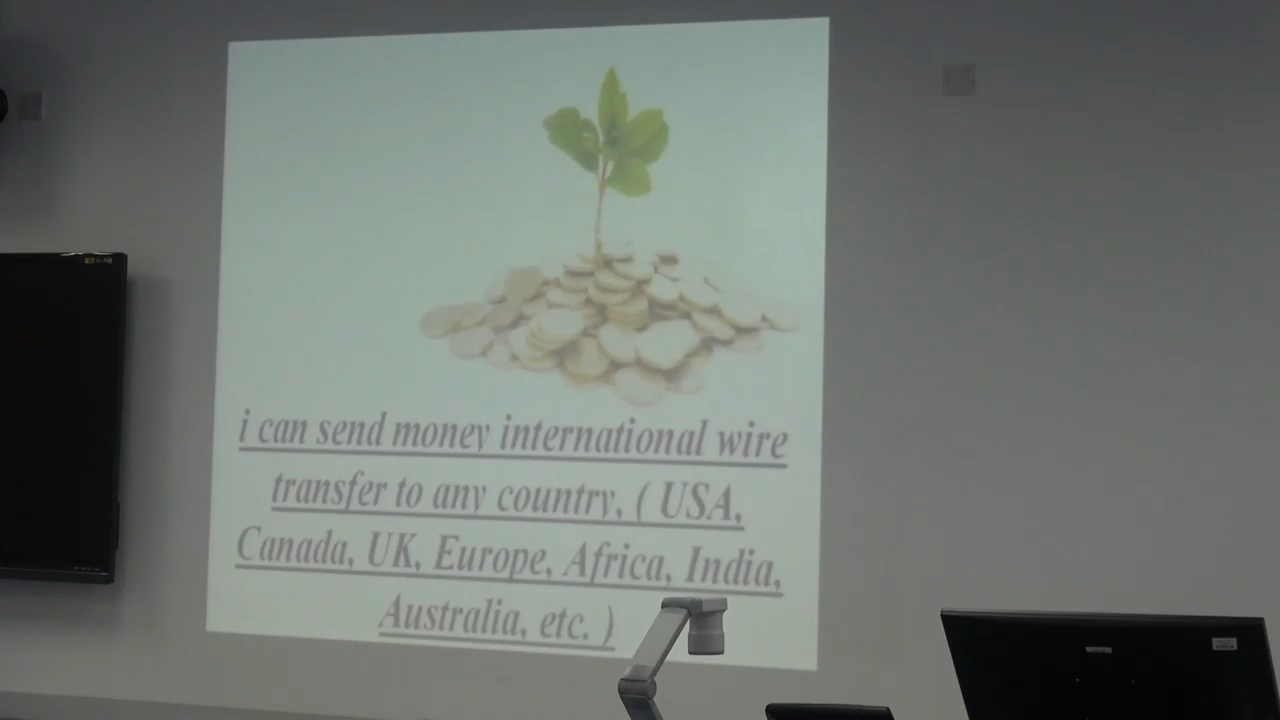 i can send money international wire
transfer to any country, ( USA,
Canada, UK, Europe, Africa, India,
Australia, etc. )